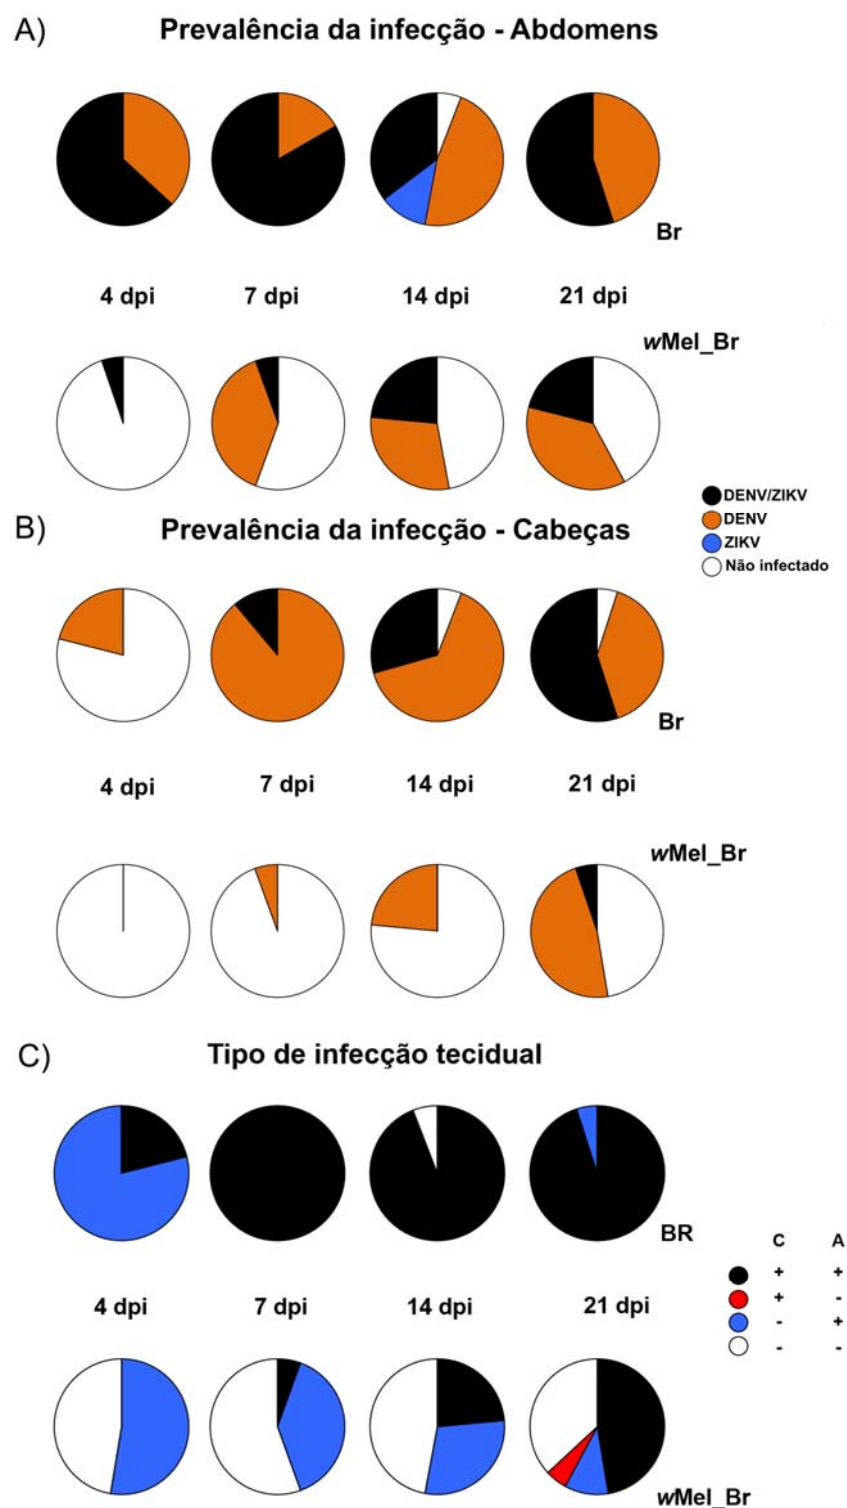 A) Prevalência da infecção - Abdomens
Br
4 dpi 7 dpi 14 dpi 21 dpi
wMel_Br
DENV/ZIKV
DENV
ZIKV
Não infectado
B) Prevalência da infecção - Cabeças
Br
4 dpi 7 dpi 14 dpi 21 dpi
wMel_Br
C) Tipo de infecção tecidual
BR
C A
+ +
+ -
- +
- -
4 dpi 7 dpi 14 dpi 21 dpi
wMel_Br